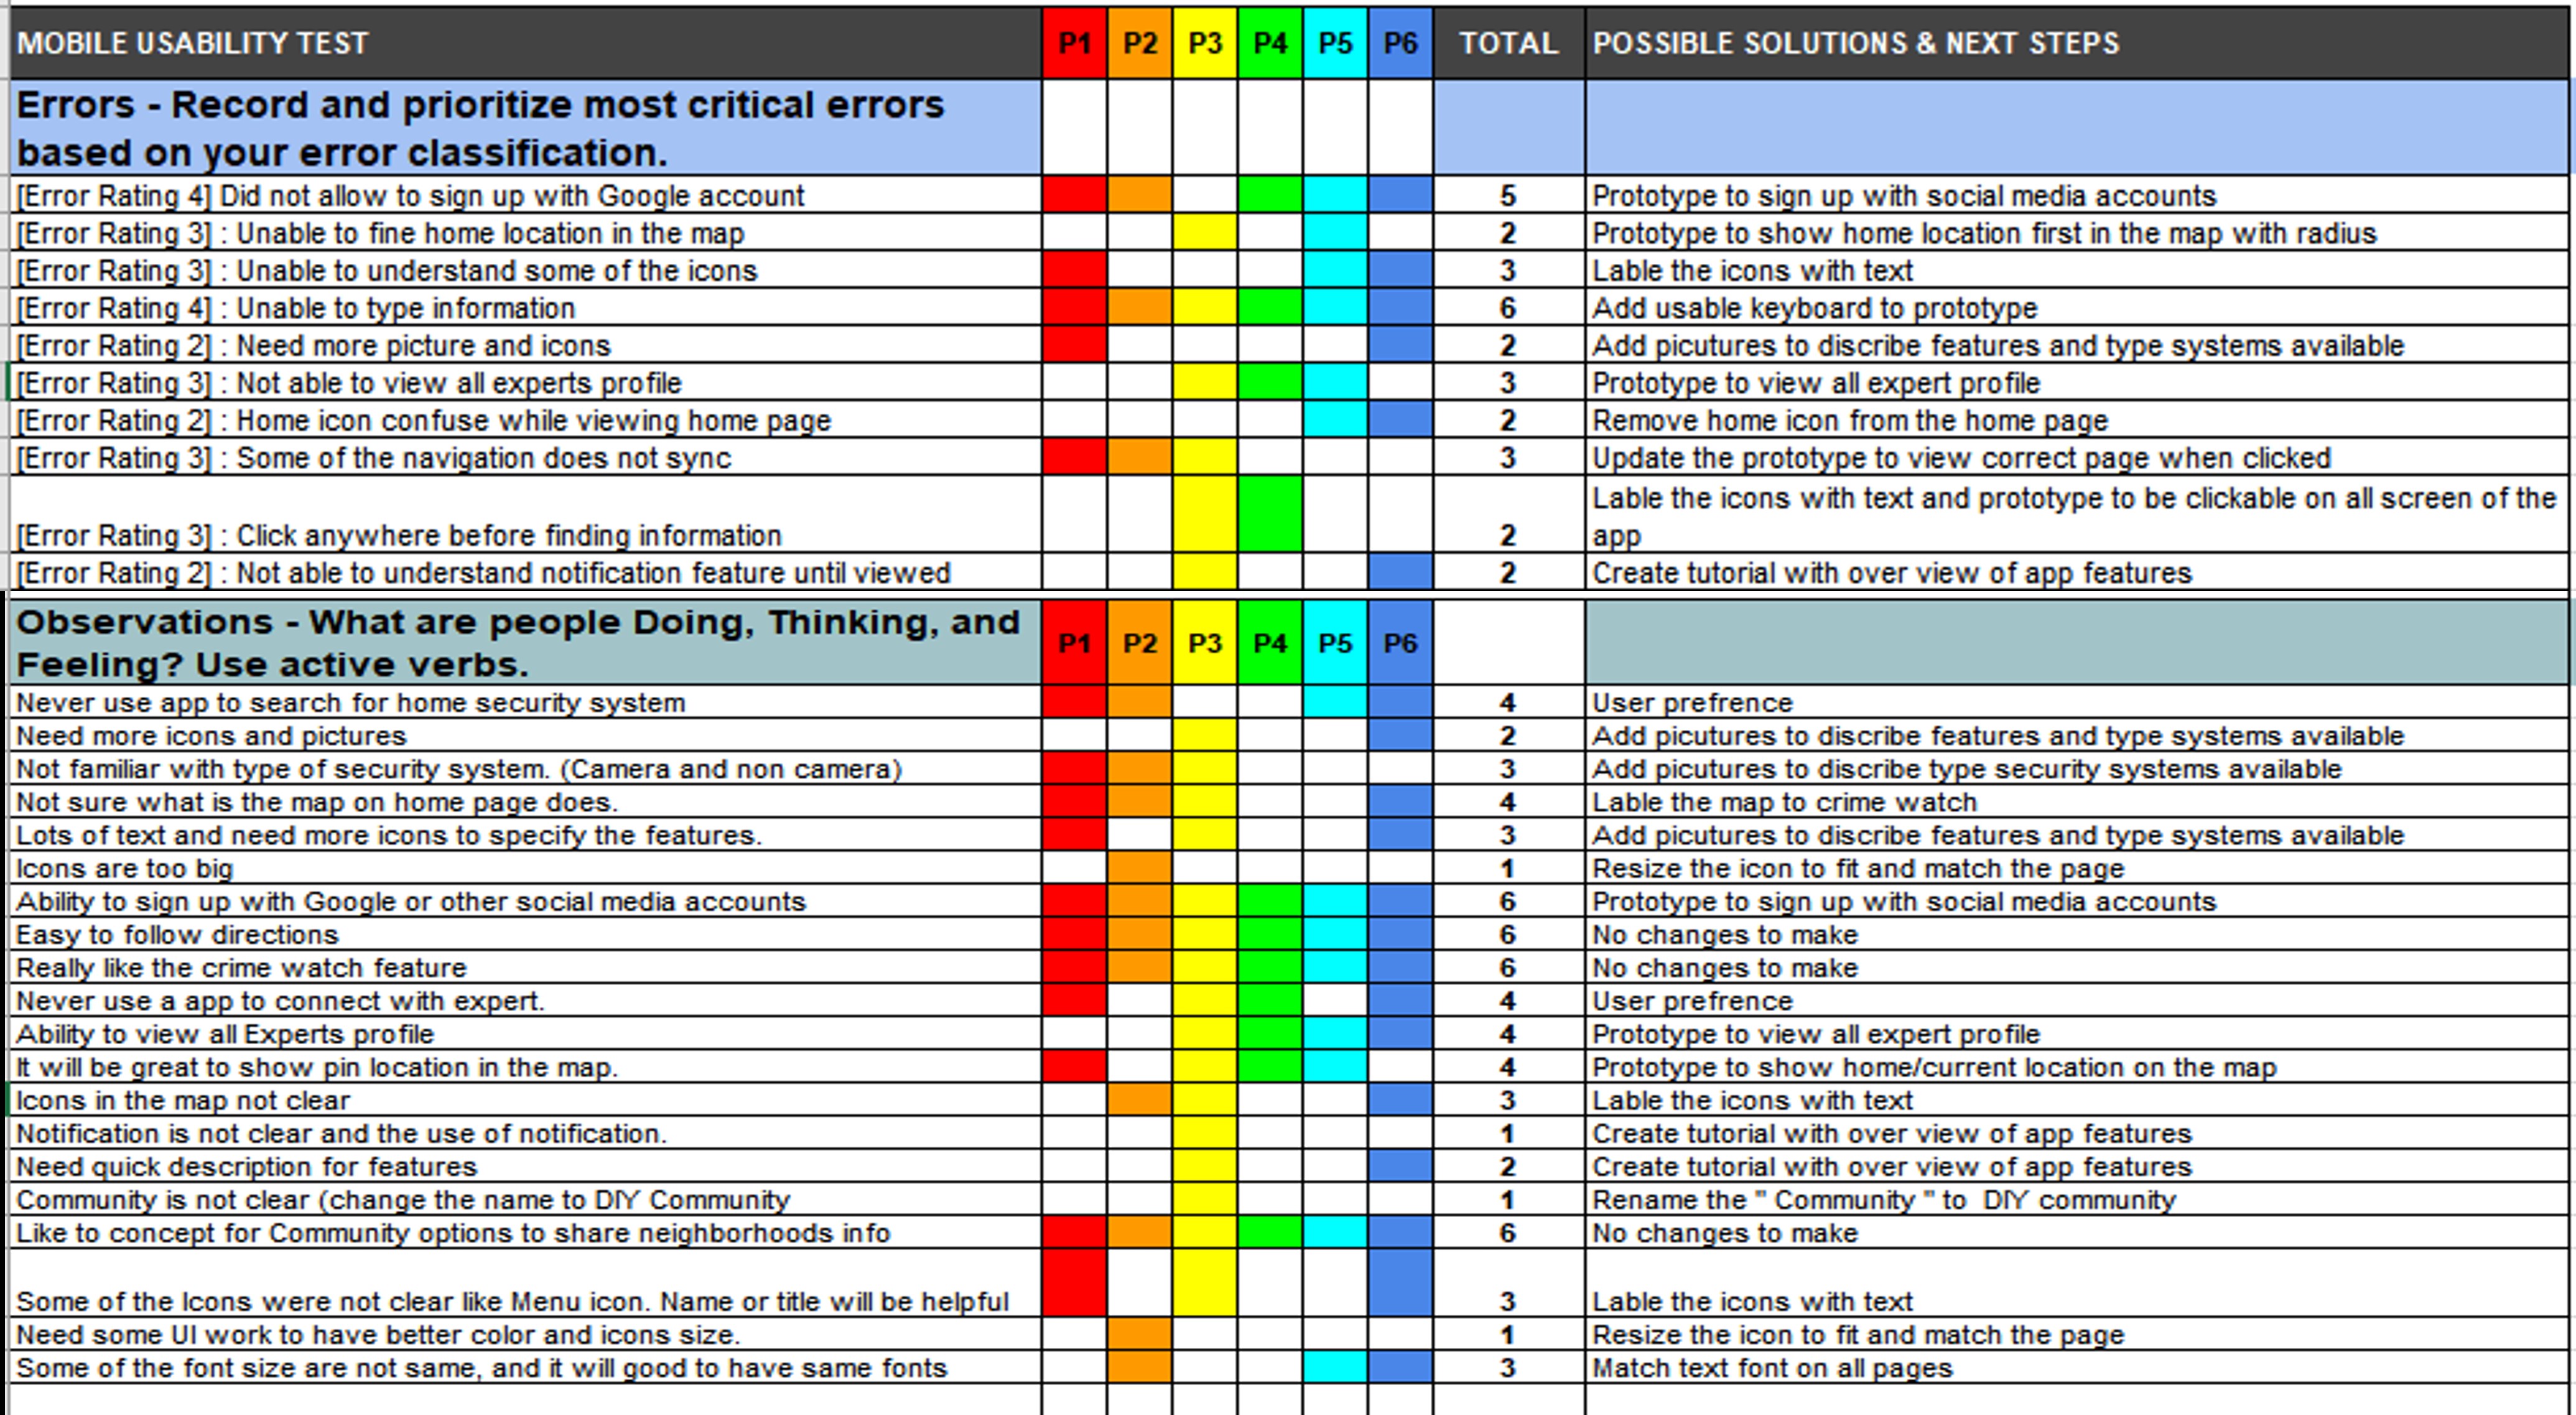 MOBILE USABILITY TEST P1 P2 P3 P4 P5 P6 TOTAL POSSIBLE SOLUTIONS & NEXT STEPS
Errors - Record and prioritize most critical errors
based on your error classification.
[Error Rating 4] Did not allow to sign up with Google account 5 Prototype to sign up with social media accounts
[Error Rating 3] : Unable to fine home location in the map 2 Prototype to show home location first in the map with radius
[Error Rating 3] : Unable to understand some of the icons 3 Lable the icons with text
[Error Rating 4] : Unable to type information 6 Add usable keyboard to prototype
[Error Rating 2] : Need more picture and icons 2 Add picutures to discribe features and type systems available
[Error Rating 3] : Not able to view all experts profile 3 Prototype to view all expert profile
[Error Rating 2] : Home icon confuse while viewing home page 2 Remove home icon from the home page
[Error Rating 3] : Some of the navigation does not sync 3 Update the prototype to view correct page when clicked
Lable the icons with text and prototype to be clickable on all screen of the
[Error Rating 3] : Click anywhere before finding information 2 app
[Error Rating 2] : Not able to understand notification feature until viewed 2 Create tutorial with over view of app features
Observations - What are people Doing, Thinking, and
Feeling? Use active verbs. P1 P2 P3 P4 P5 P6
Never use app to search for home security system 4 User prefrence
Need more icons and pictures 2 Add picutures to discribe features and type systems available
Not familiar with type of security system. (Camera and non camera) 3 Add picutures to discribe type security systems available
Not sure what is the map on home page does. 4 Lable the map to crime watch
Lots of text and need more icons to specify the features. 3 Add picutures to discribe features and type systems available
Icons are too big 1 Resize the icon to fit and match the page
Ability to sign up with Google or other social media accounts 6 Prototype to sign up with social media accounts
Easy to follow directions 6 No changes to make
Really like the crime watch feature 6 No changes to make
Never use a app to connect with expert. 4 User prefrence
Ability to view all Experts profile 4 Prototype to view all expert profile
It will be great to show pin location in the map. 4 Prototype to show home/current location on the map
Icons in the map not clear 3 Lable the icons with text
Notification is not clear and the use of notification. 1 Create tutorial with over view of app features
Need quick description for features 2 Create tutorial with over view of app features
Community is not clear (change the name to DIY Community 1 Rename the " Community " to  DIY community
Like to concept for Community options to share neighborhoods info 6 No changes to make
Some of the Icons were not clear like Menu icon. Name or title will be helpful 3 Lable the icons with text
Need some UI work to have better color and icons size. 1 Resize the icon to fit and match the page
Some of the font size are not same, and it will good to have same fonts 3 Match text font on all pages